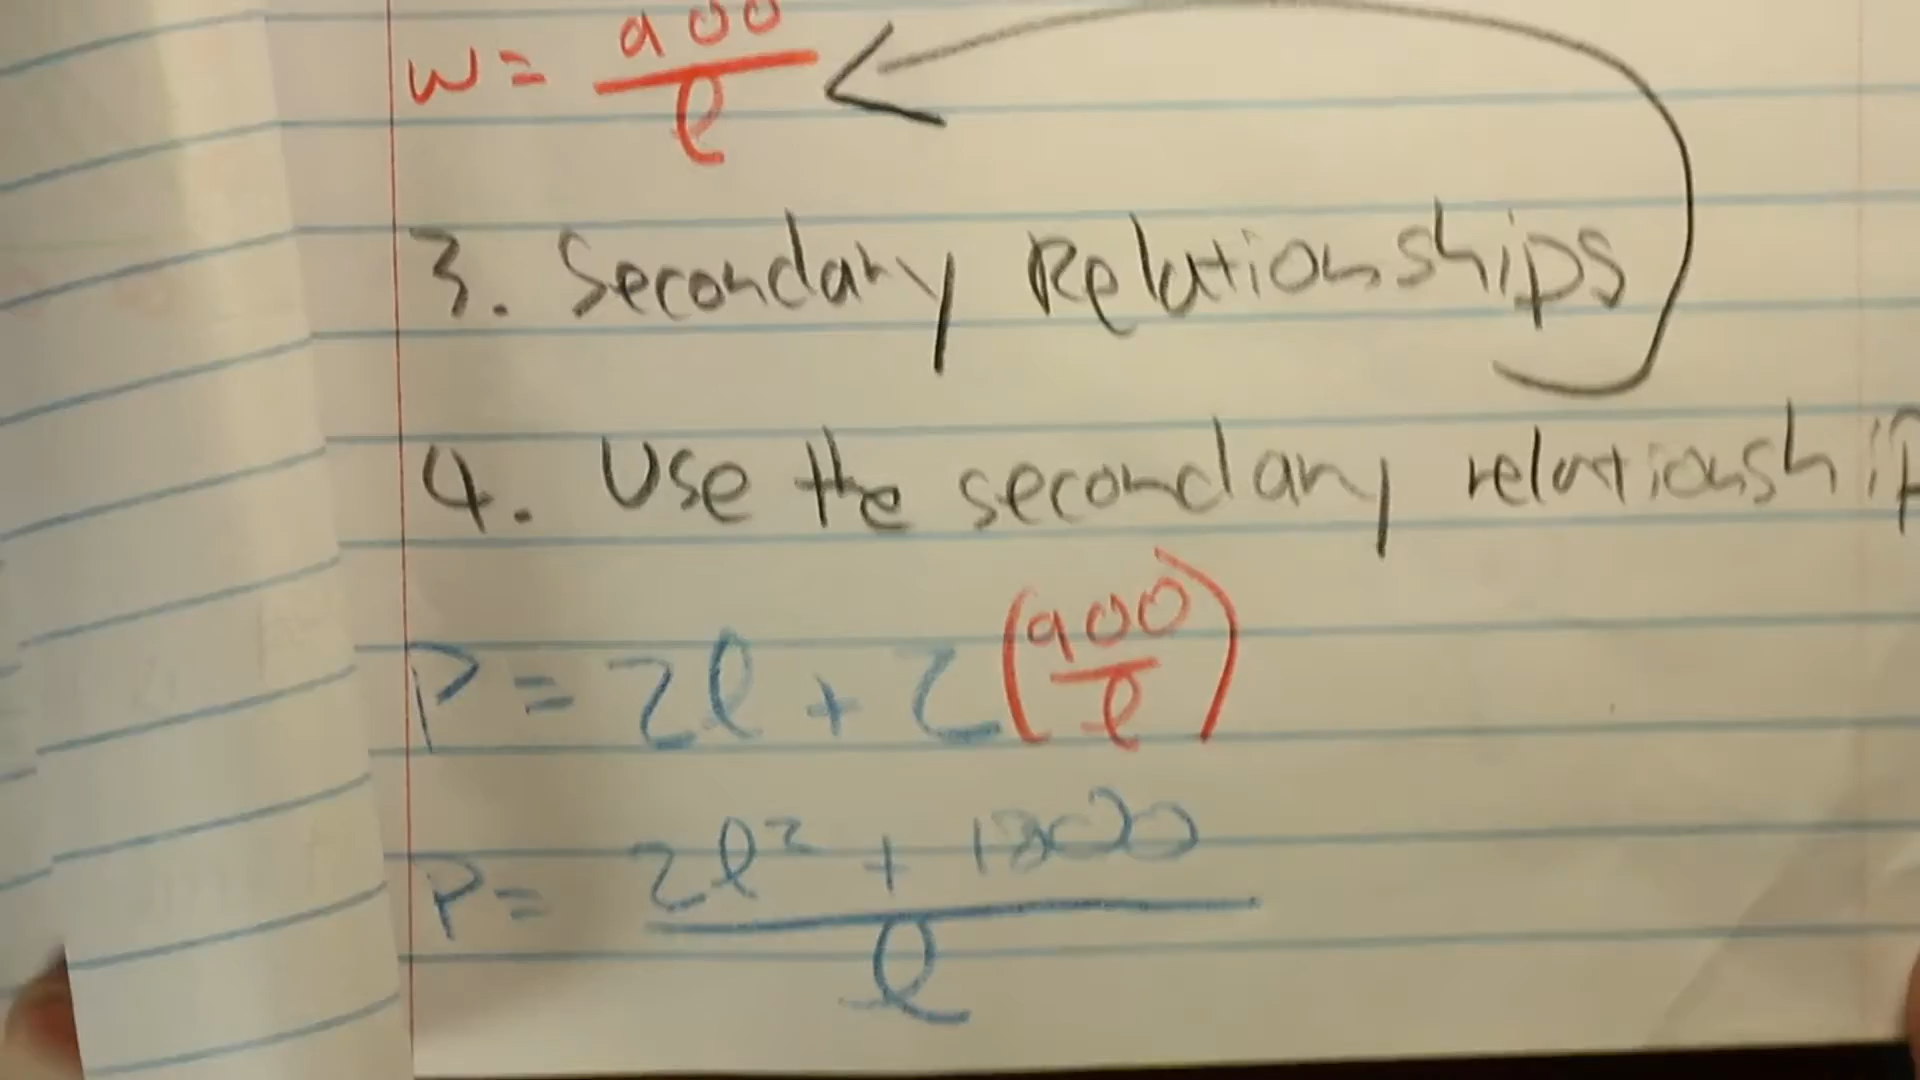 w = 900/l
3. Secondary Relationships
4. Use the secondary relationship
P = 2l + 2(900/l)
P = (2l² + 1800)/l